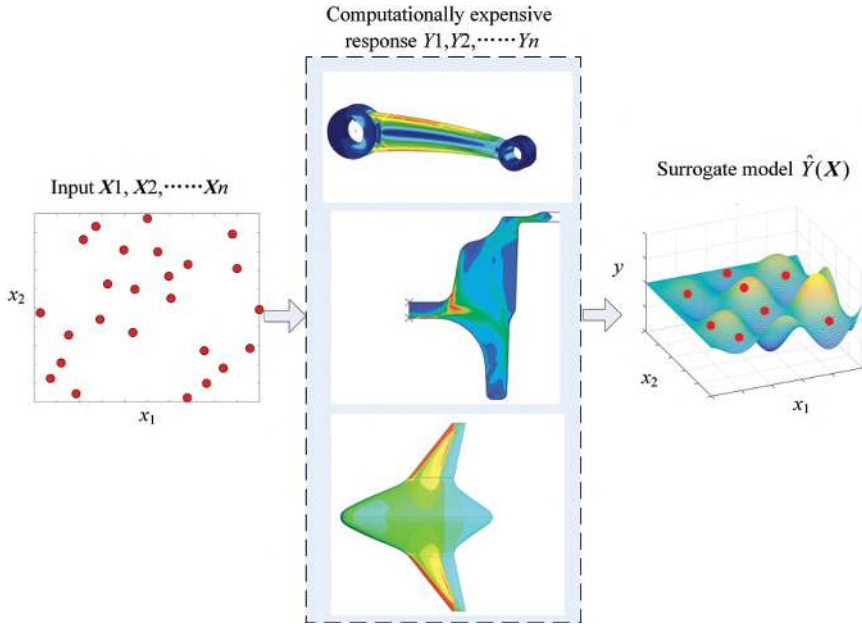 Computationally expensive
response Y1,Y2,······Yn
Input X1, X2,······Xn
x2
x1
Surrogate model Ŷ(X)
y
x2
x1